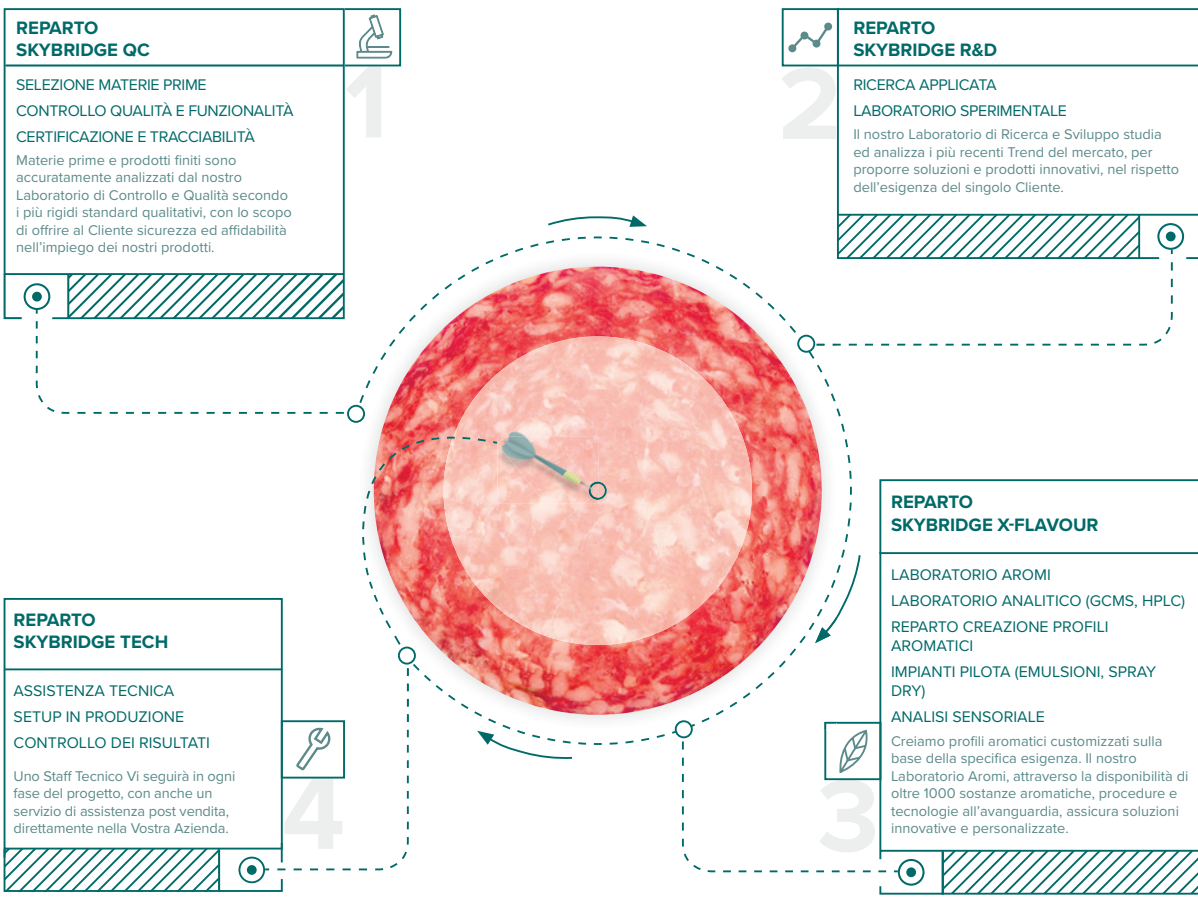 REPARTO
SKYBRIDGE QC
1
SELEZIONE MATERIE PRIME
CONTROLLO QUALITÀ E FUNZIONALITÀ
CERTIFICAZIONE E TRACCIABILITÀ
Materie prime e prodotti finiti sono
accuratamente analizzati dal nostro
Laboratorio di Controllo e Qualità secondo
i più rigidi standard qualitativi, con lo scopo
di offrire al Cliente sicurezza ed affidabilità
nell'impiego dei nostri prodotti.
REPARTO
SKYBRIDGE R&D
2
RICERCA APPLICATA
LABORATORIO SPERIMENTALE
Il nostro Laboratorio di Ricerca e Sviluppo studia
ed analizza i più recenti Trend del mercato, per
proporre soluzioni e prodotti innovativi, nel rispetto
dell'esigenza del singolo Cliente.
REPARTO
SKYBRIDGE X-FLAVOUR
LABORATORIO AROMI
LABORATORIO ANALITICO (GCMS, HPLC)
REPARTO CREAZIONE PROFILI
AROMATICI
IMPIANTI PILOTA (EMULSIONI, SPRAY
DRY)
ANALISI SENSORIALE
Creiamo profili aromatici customizzati sulla
base della specifica esigenza. Il nostro
Laboratorio Aromi, attraverso la disponibilità di
oltre 1000 sostanze aromatiche, procedure e
tecnologie all'avanguardia, assicura soluzioni
innovative e personalizzate.
3
REPARTO
SKYBRIDGE TECH
ASSISTENZA TECNICA
SETUP IN PRODUZIONE
CONTROLLO DEI RISULTATI
Uno Staff Tecnico Vi seguirà in ogni
fase del progetto, con anche un
servizio di assistenza post vendita,
direttamente nella Vostra Azienda.
4